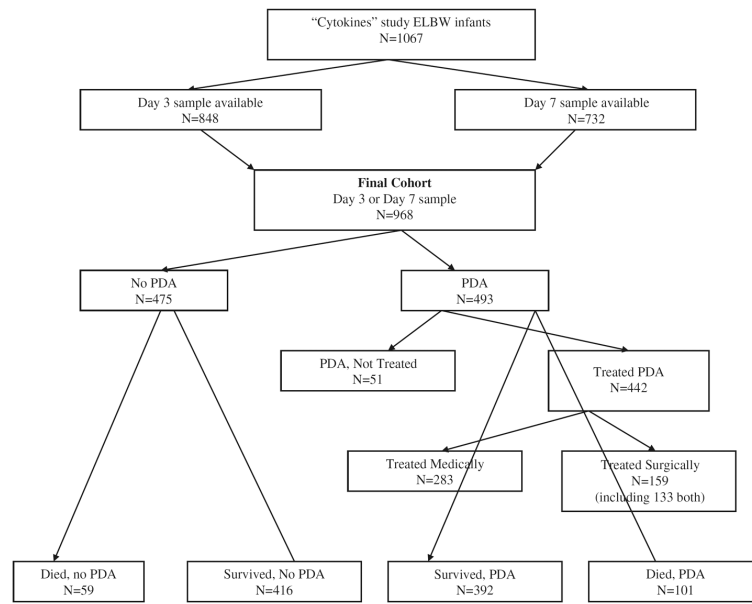 “Cytokines” study ELBW infants
N=1067
Day 3 sample available
N=848
Day 7 sample available
N=732
Final Cohort
Day 3 or Day 7 sample
N=968
No PDA
N=475
PDA
N=493
PDA, Not Treated
N=51
Treated PDA
N=442
Treated Medically
N=283
Treated Surgically
N=159
(including 133 both)
Died, no PDA
N=59
Survived, No PDA
N=416
Survived, PDA
N=392
Died, PDA
N=101